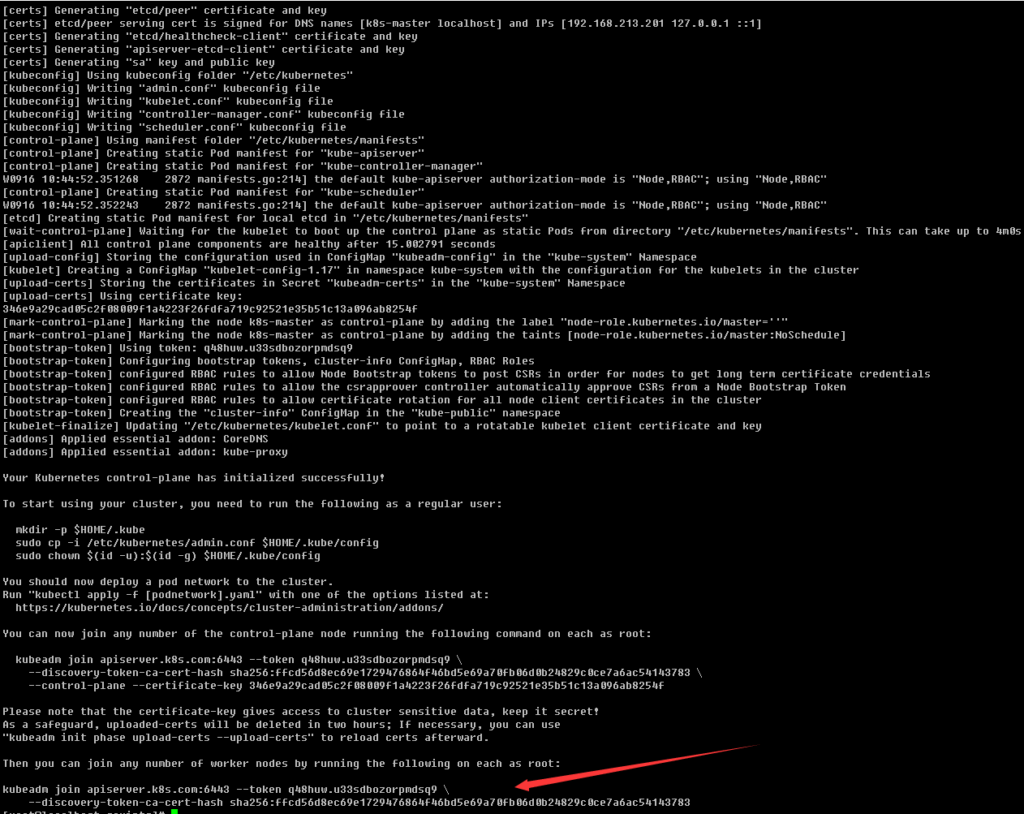 [certs] Generating "etcd/peer" certificate and key
[certs] etcd/peer serving cert is signed for DNS names [k8s-master localhost] and IPs [192.168.213.201 127.0.0.1 ::1]
[certs] Generating "etcd/healthcheck-client" certificate and key
[certs] Generating "apiserver-etcd-client" certificate and key
[certs] Generating "sa" key and public key
[kubeconfig] Using kubeconfig folder "/etc/kubernetes"
[kubeconfig] Writing "admin.conf" kubeconfig file
[kubeconfig] Writing "kubelet.conf" kubeconfig file
[kubeconfig] Writing "controller-manager.conf" kubeconfig file
[kubeconfig] Writing "scheduler.conf" kubeconfig file
[control-plane] Using manifest folder "/etc/kubernetes/manifests"
[control-plane] Creating static Pod manifest for "kube-apiserver"
[control-plane] Creating static Pod manifest for "kube-controller-manager"
W0916 10:44:52.351268    2872 manifests.go:214] the default kube-apiserver authorization-mode is "Node,RBAC"; using "Node,RBAC"
[control-plane] Creating static Pod manifest for "kube-scheduler"
W0916 10:44:52.352243    2872 manifests.go:214] the default kube-apiserver authorization-mode is "Node,RBAC"; using "Node,RBAC"
[etcd] Creating static Pod manifest for local etcd in "/etc/kubernetes/manifests"
[wait-control-plane] Waiting for the kubelet to boot up the control plane as static Pods from directory "/etc/kubernetes/manifests". This can take up to 4m0s
[apiclient] All control plane components are healthy after 15.002791 seconds
[upload-config] Storing the configuration used in ConfigMap "kubeadm-config" in the "kube-system" Namespace
[kubelet] Creating a ConfigMap "kubelet-config-1.17" in namespace kube-system with the configuration for the kubelets in the cluster
[upload-certs] Storing the certificates in Secret "kubeadm-certs" in the "kube-system" Namespace
[upload-certs] Using certificate key:
346e9a29cad05c2f08009f1a4223f26fdfa719c92521e35b51c13a096ab8254f
[mark-control-plane] Marking the node k8s-master as control-plane by adding the label "node-role.kubernetes.io/master=''"
[mark-control-plane] Marking the node k8s-master as control-plane by adding the taints [node-role.kubernetes.io/master:NoSchedule]
[bootstrap-token] Using token: q48huw.u33sdbozorpmdsq9
[bootstrap-token] Configuring bootstrap tokens, cluster-info ConfigMap, RBAC Roles
[bootstrap-token] configured RBAC rules to allow Node Bootstrap tokens to post CSRs in order for nodes to get long term certificate credentials
[bootstrap-token] configured RBAC rules to allow the csrapprover controller automatically approve CSRs from a Node Bootstrap Token
[bootstrap-token] configured RBAC rules to allow certificate rotation for all node client certificates in the cluster
[bootstrap-token] Creating the "cluster-info" ConfigMap in the "kube-public" namespace
[kubelet-finalize] Updating "/etc/kubernetes/kubelet.conf" to point to a rotatable kubelet client certificate and key
[addons] Applied essential addon: CoreDNS
[addons] Applied essential addon: kube-proxy
Your Kubernetes control-plane has initialized successfully!
To start using your cluster, you need to run the following as a regular user:
mkdir -p $HOME/.kube
sudo cp -i /etc/kubernetes/admin.conf $HOME/.kube/config
sudo chown $(id -u):$(id -g) $HOME/.kube/config
You should now deploy a pod network to the cluster.
Run "kubectl apply -f [podnetwork].yaml" with one of the options listed at:
https://kubernetes.io/docs/concepts/cluster-administration/addons/
You can now join any number of the control-plane node running the following command on each as root:
kubeadm join apiserver.k8s.com:6443 --token q48huw.u33sdbozorpmdsq9 \
--discovery-token-ca-cert-hash sha256:ffcd56d8ec69e1729476864f46bd5e69a70fb06d0b24829c0ce7a6ac54143783 \
--control-plane --certificate-key 346e9a29cad05c2f08009f1a4223f26fdfa719c92521e35b51c13a096ab8254f
Please note that the certificate-key gives access to cluster sensitive data, keep it secret!
As a safeguard, uploaded-certs will be deleted in two hours; If necessary, you can use
"kubeadm init phase upload-certs --upload-certs" to reload certs afterward.
Then you can join any number of worker nodes by running the following on each as root:
kubeadm join apiserver.k8s.com:6443 --token q48huw.u33sdbozorpmdsq9 \
--discovery-token-ca-cert-hash sha256:ffcd56d8ec69e1729476864f46bd5e69a70fb06d0b24829c0ce7a6ac54143783